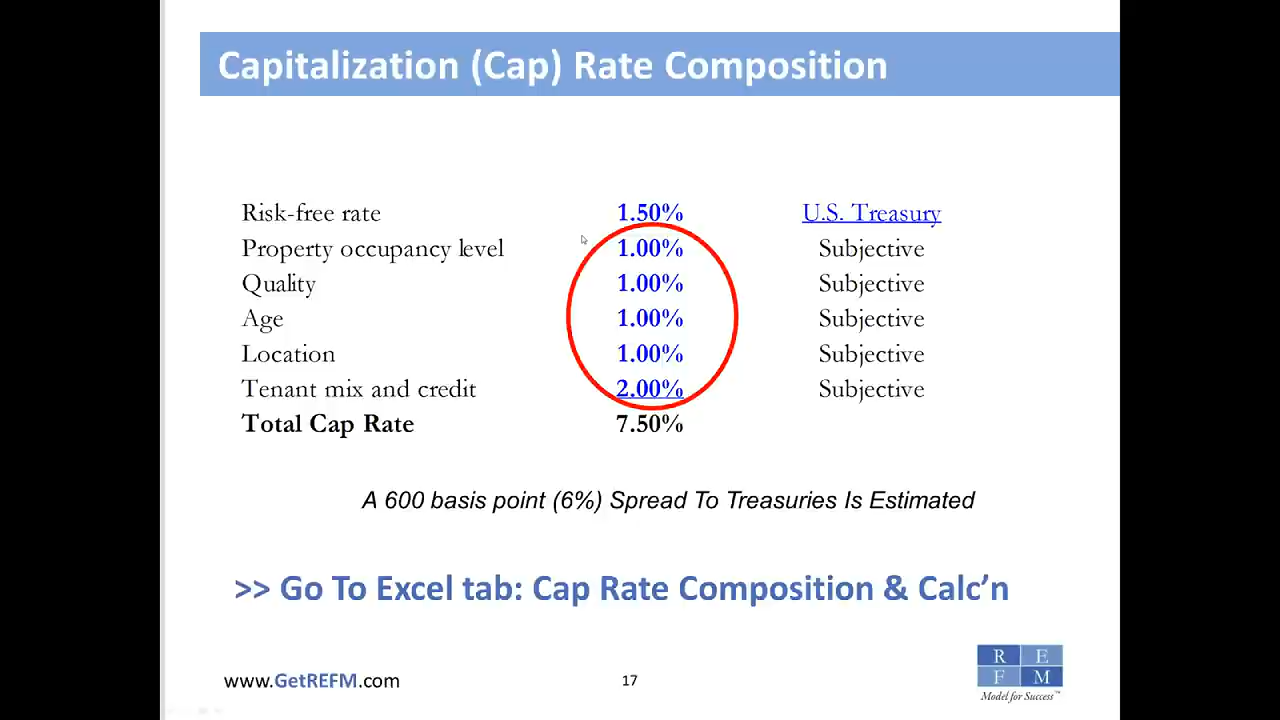 Capitalization (Cap) Rate Composition
Risk-free rate 1.50% U.S. Treasury
Property occupancy level 1.00% Subjective
Quality 1.00% Subjective
Age 1.00% Subjective
Location 1.00% Subjective
Tenant mix and credit 2.00% Subjective
Total Cap Rate 7.50%
A 600 basis point (6%) Spread To Treasuries Is Estimated
>> Go To Excel tab: Cap Rate Composition & Calc’n
www.GetREFM.com
17
R E
F M
Model for Success™